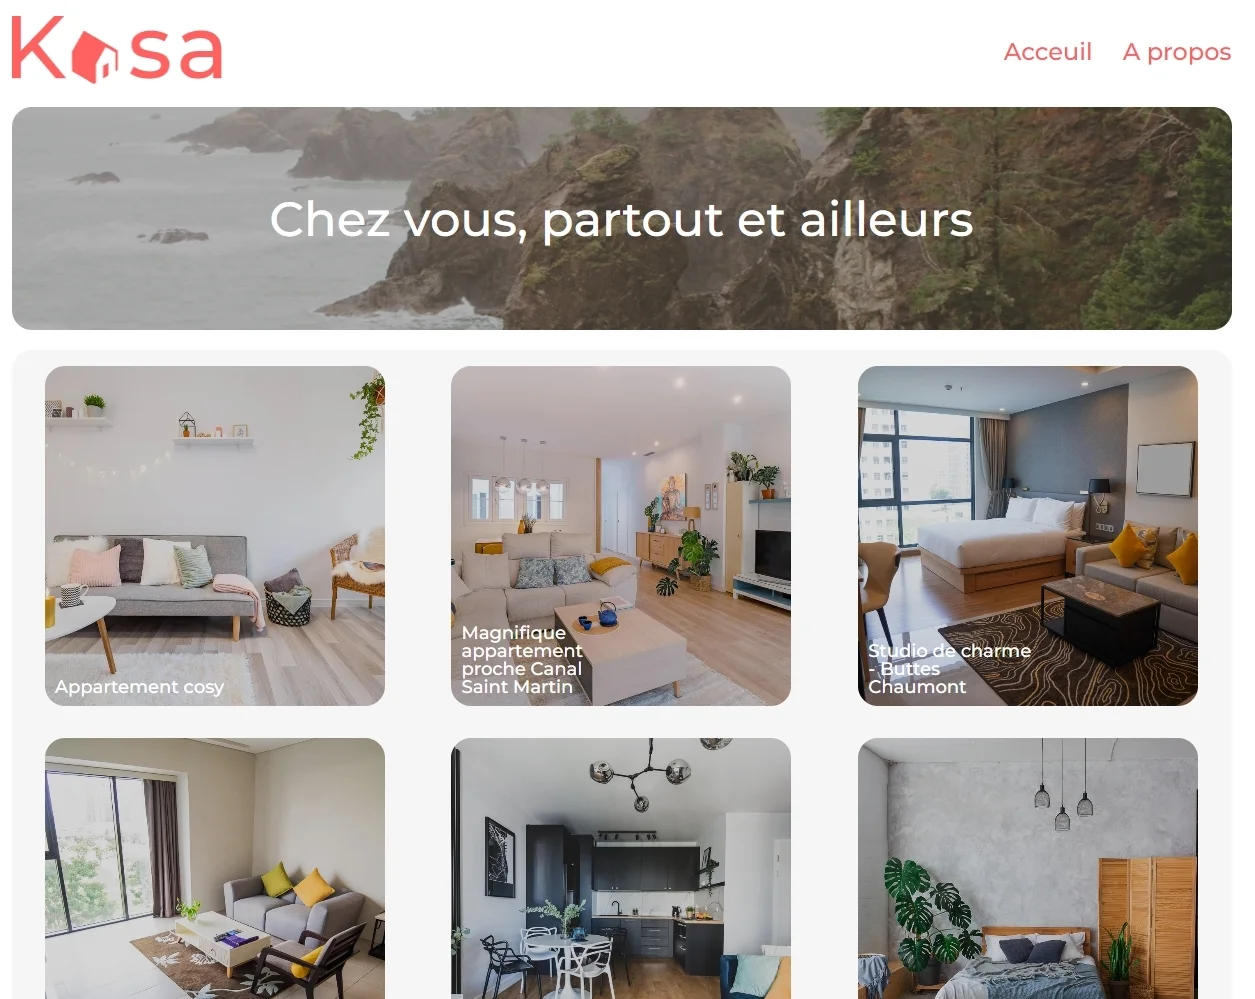 Kasa
Acceuil
A propos
Chez vous, partout et ailleurs
Appartement cosy
Magnifique
appartement
proche Canal
Saint Martin
Studio de charme
- Buttes
Chaumont